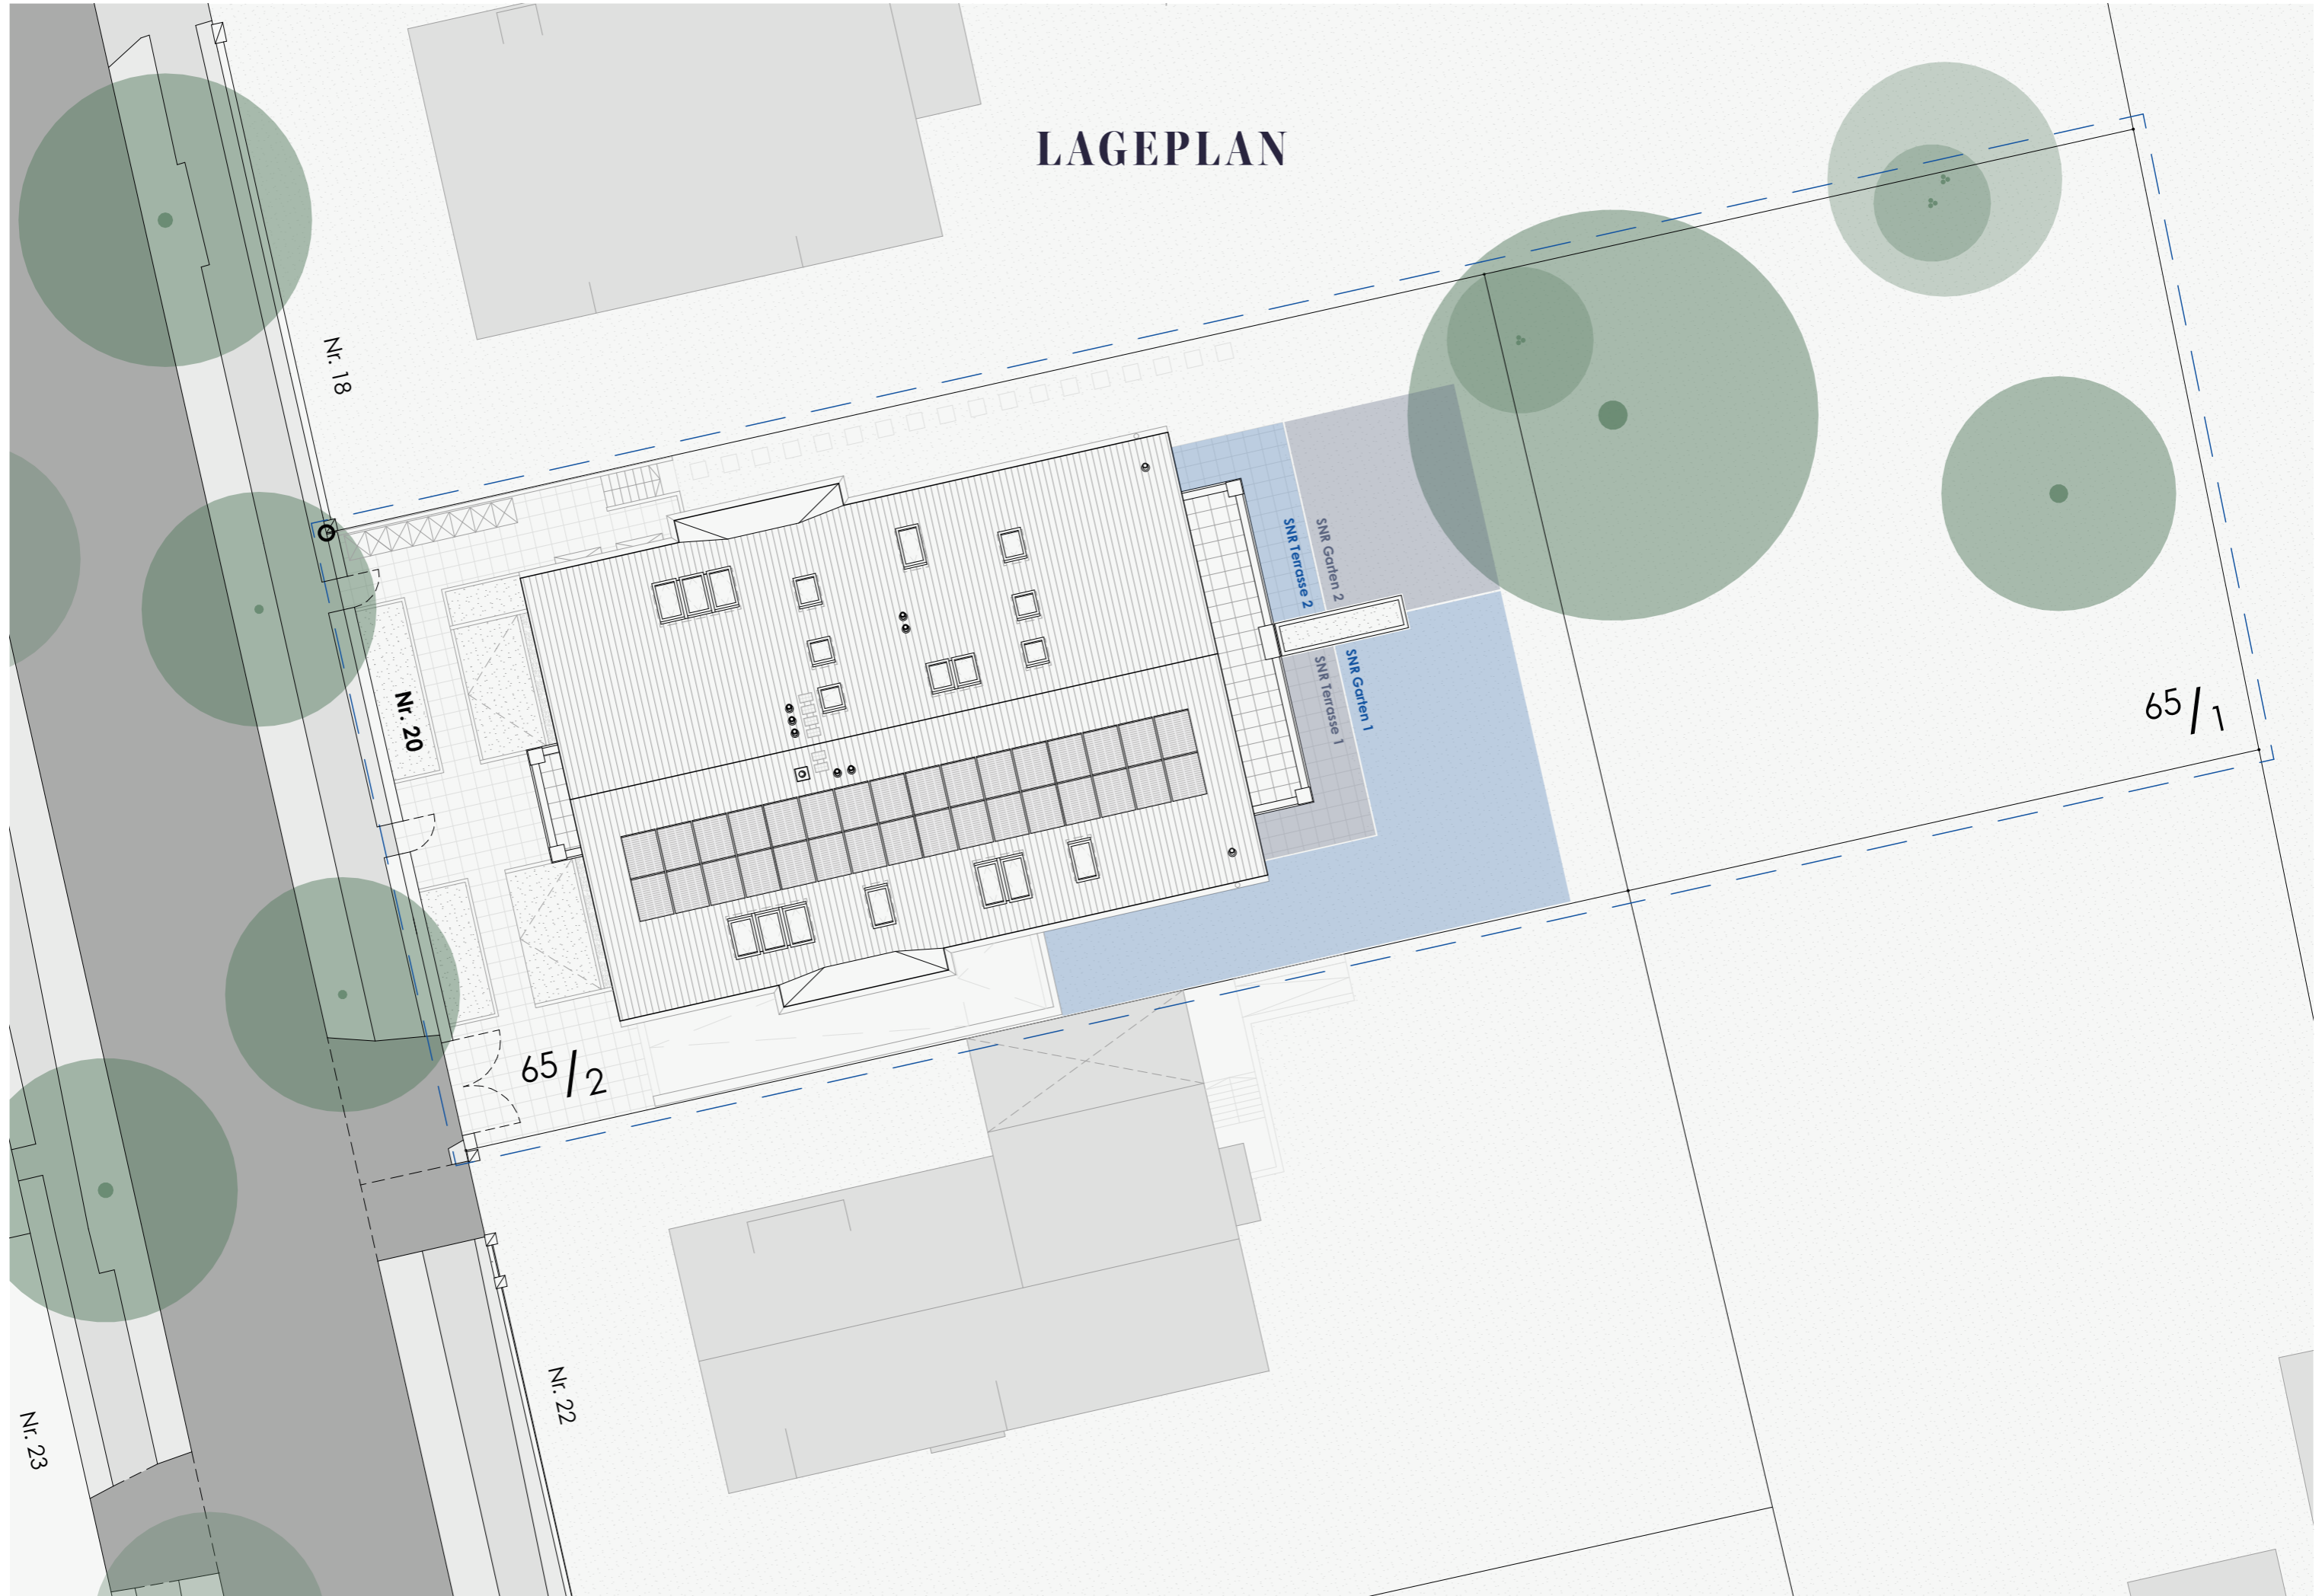 LAGEPLAN
Nr. 18
SNR Terrasse 2
SNR Garten 2
SNR Terrasse 1
SNR Garten 1
Nr. 20
65/1
65/2
Nr. 22
Nr. 23